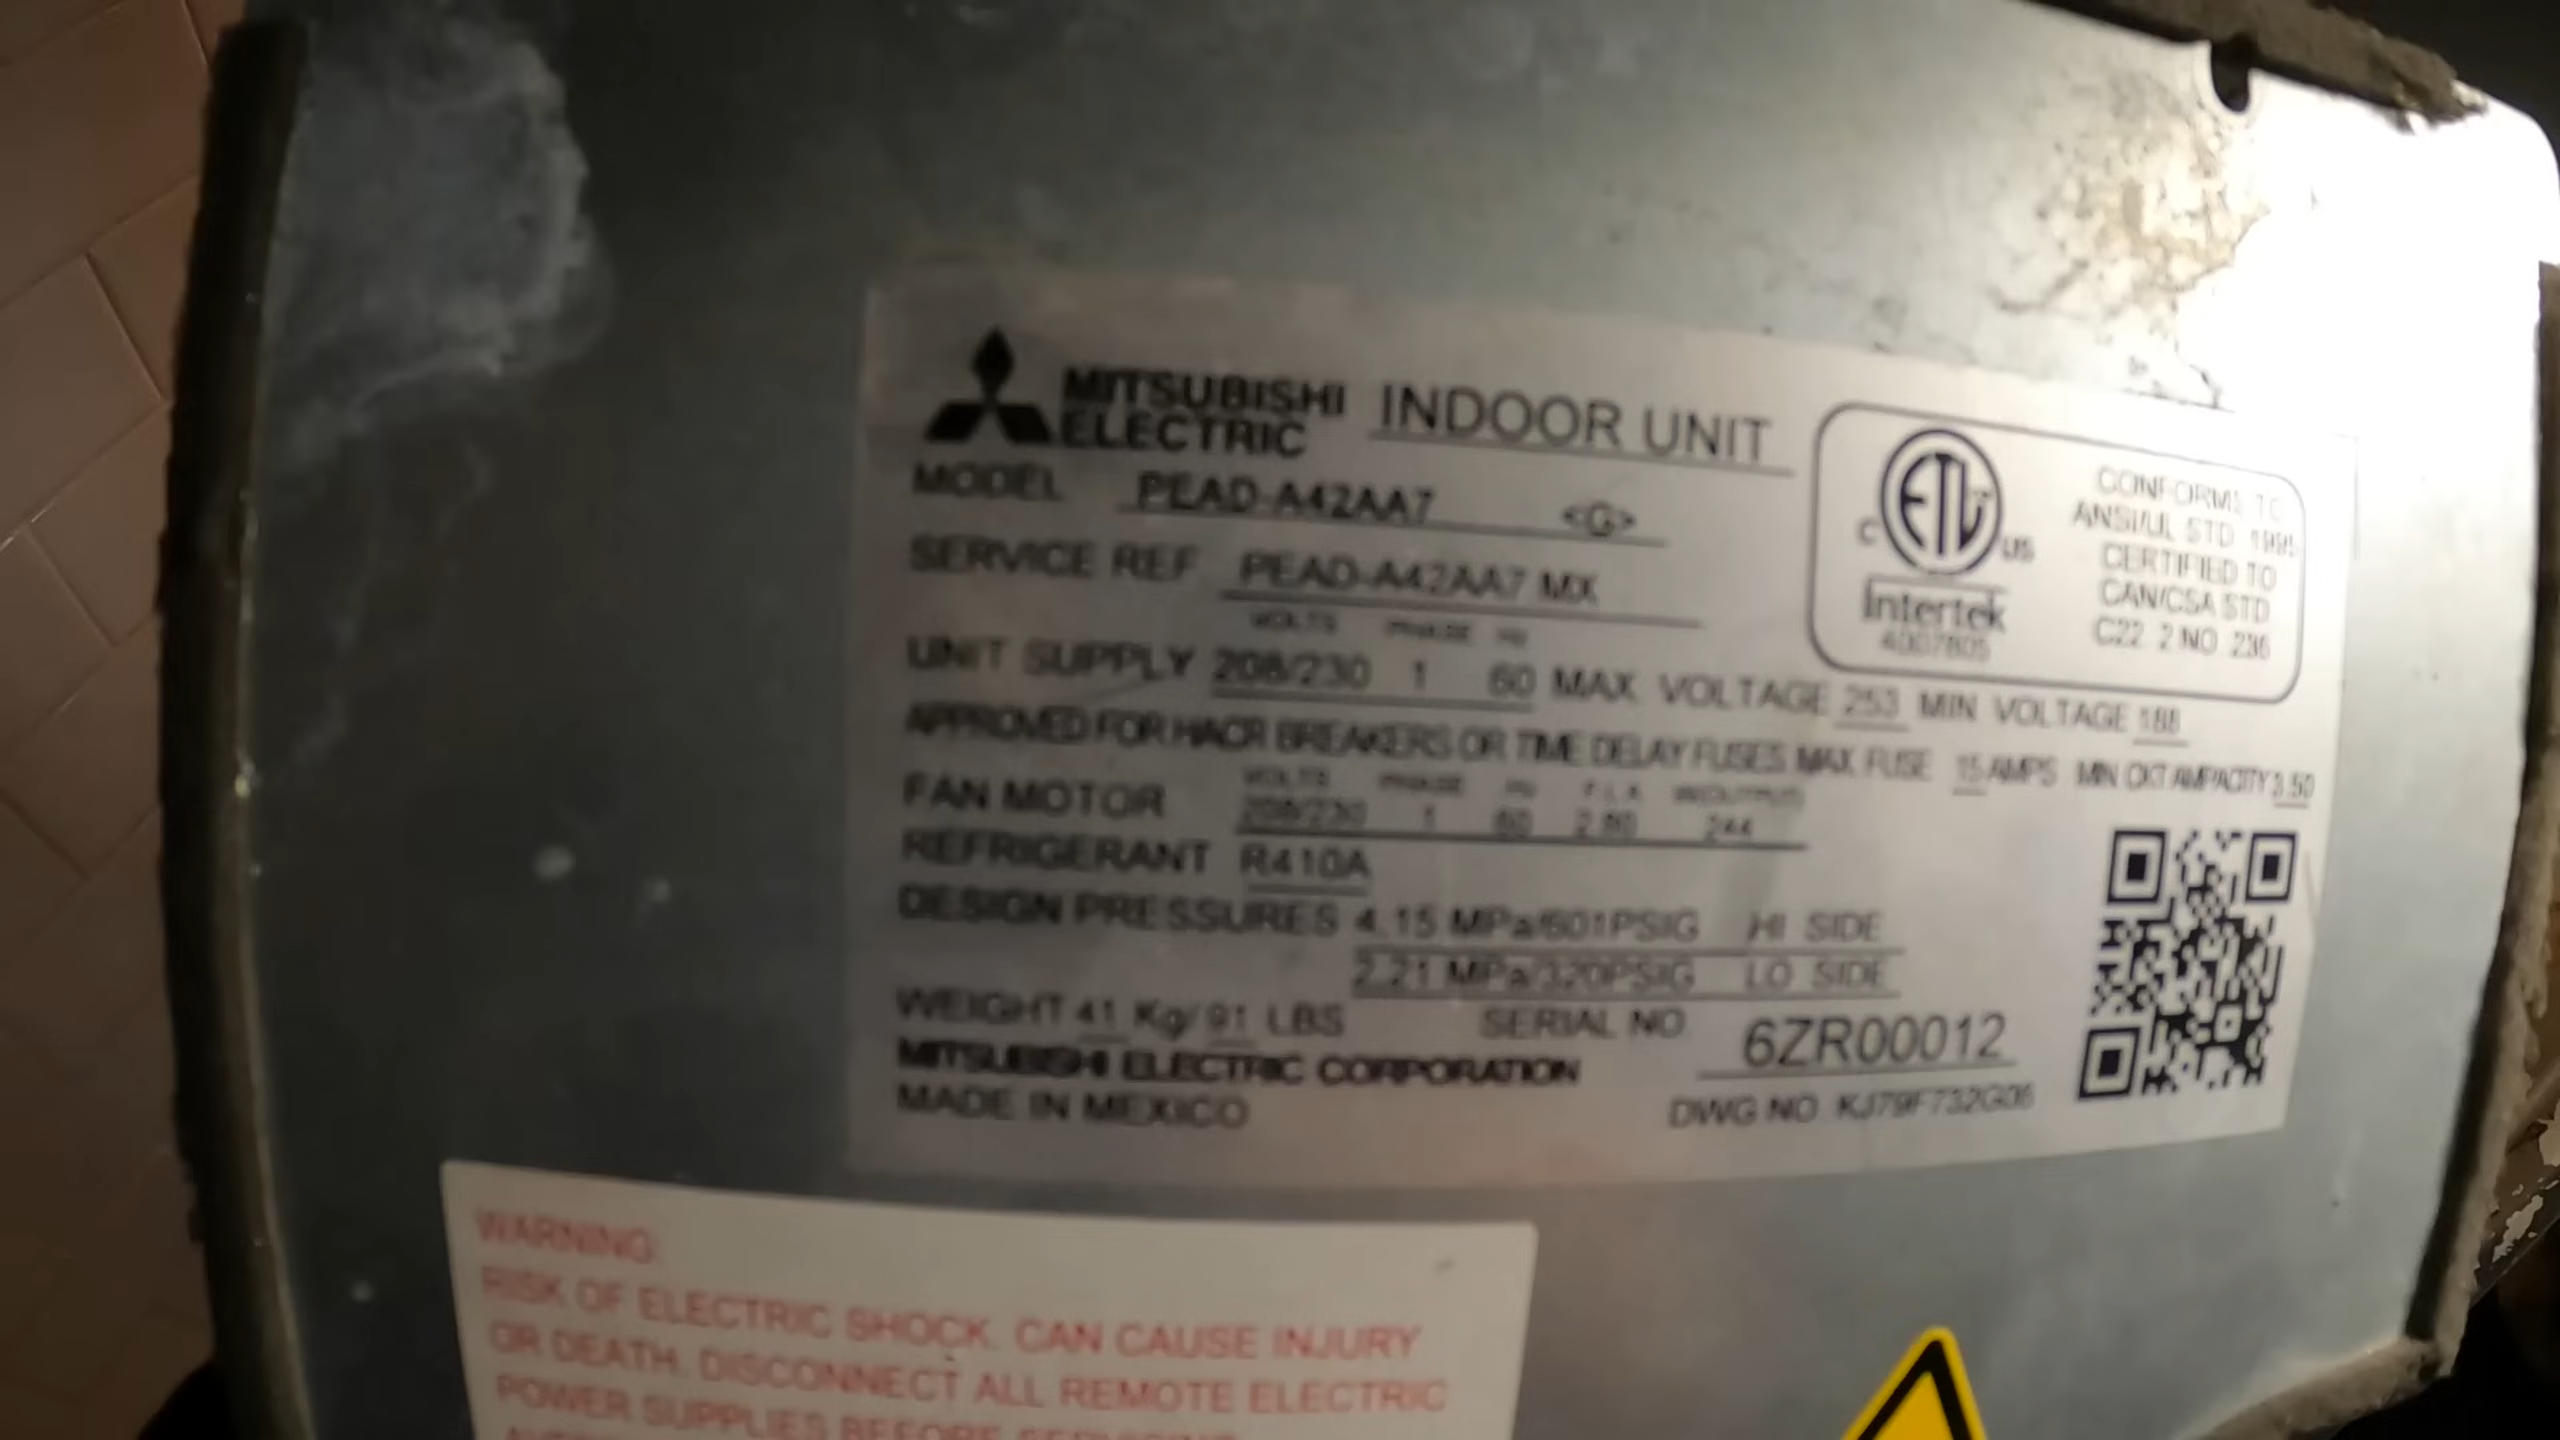 MITSUBISHI ELECTRIC INDOOR UNIT
MODEL PEAD-A42AA7 <G>
SERVICE REF PEAD-A42AA7.MX
VOLTS PHASE Hz
UNIT SUPPLY 208/230 1 60 MAX VOLTAGE 253 MIN VOLTAGE 188
APPROVED FOR HACR BREAKERS OR TIME DELAY FUSES MAX. FUSE 15 AMPS MIN CKT AMPACITY 3.50
VOLTS PHASE Hz F.L.A. W(OUTPUT)
FAN MOTOR 208/230 1 60 2.80 244
REFRIGERANT R410A
DESIGN PRESSURES 4.15 MPa/601PSIG HI SIDE
2.21 MPa/320PSIG LO SIDE
WEIGHT 41 Kg/ 91 LBS SERIAL NO. 6ZR00012
MITSUBISHI ELECTRIC CORPORATION
MADE IN MEXICO DWG NO. KJ79F732G06
C ETL US
Intertek
4007805
CONFORMS TO
ANSI/UL STD. 1995
CERTIFIED TO
CAN/CSA STD
C22. 2 NO .236
WARNING:
RISK OF ELECTRIC SHOCK. CAN CAUSE INJURY
OR DEATH. DISCONNECT ALL REMOTE ELECTRIC
POWER SUPPLIES BEFORE SERVICING.